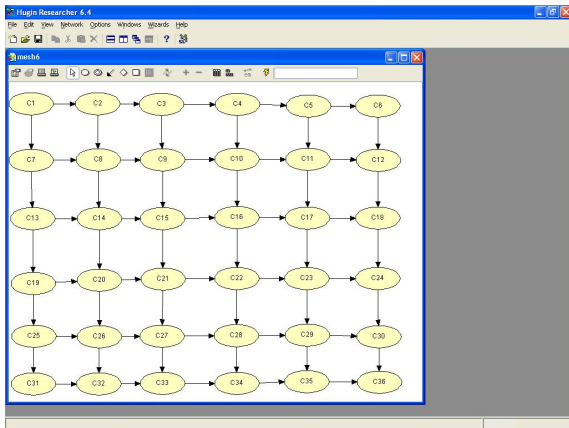 Hugin Researcher 6.4
File Edit View Network Options Windows Wizards Help
mesh6
C1 C2 C3 C4 C5 C6
C7 C8 C9 C10 C11 C12
C13 C14 C15 C16 C17 C18
C19 C20 C21 C22 C23 C24
C25 C26 C27 C28 C29 C30
C31 C32 C33 C34 C35 C36